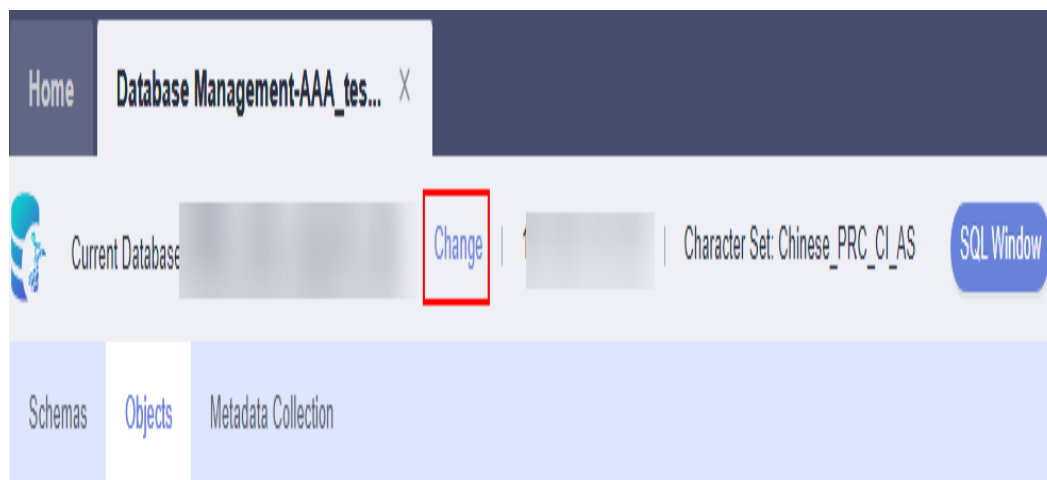 Home Database Management-AAA_tes... X
Current Database Change | | Character Set: Chinese_PRC_CI_AS SQL Window
Schemas Objects Metadata Collection